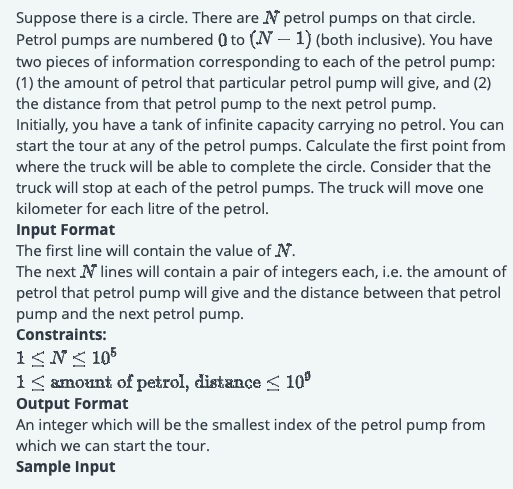 Suppose there is a circle. There are N petrol pumps on that circle.
Petrol pumps are numbered 0 to (N − 1) (both inclusive). You have
two pieces of information corresponding to each of the petrol pump:
(1) the amount of petrol that particular petrol pump will give, and (2)
the distance from that petrol pump to the next petrol pump.
Initially, you have a tank of infinite capacity carrying no petrol. You can
start the tour at any of the petrol pumps. Calculate the first point from
where the truck will be able to complete the circle. Consider that the
truck will stop at each of the petrol pumps. The truck will move one
kilometer for each litre of the petrol.
Input Format
The first line will contain the value of N.
The next N lines will contain a pair of integers each, i.e. the amount of
petrol that petrol pump will give and the distance between that petrol
pump and the next petrol pump.
Constraints:
1 ≤ N ≤ 10⁵
1 ≤ amount of petrol, distance ≤ 10⁹
Output Format
An integer which will be the smallest index of the petrol pump from
which we can start the tour.
Sample Input